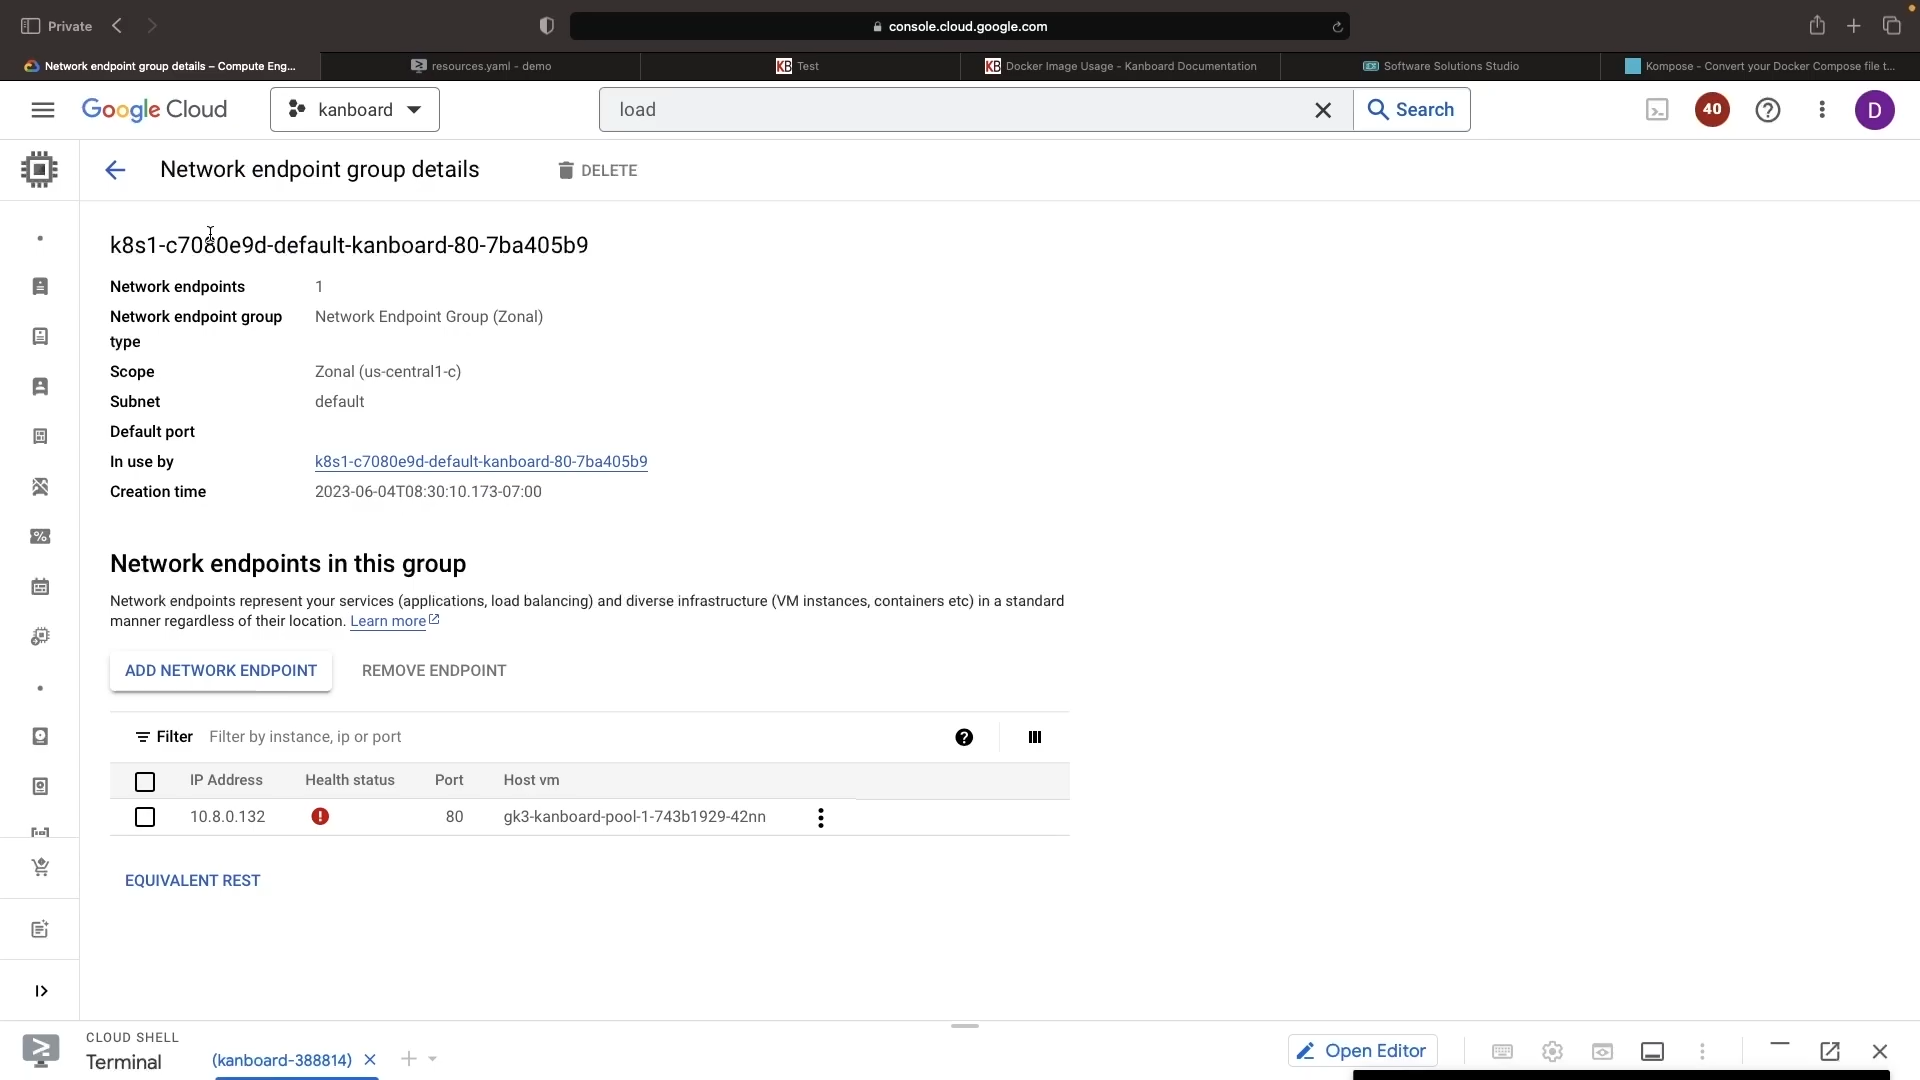 Private
console.cloud.google.com
Network endpoint group details – Compute Eng...
resources.yaml - demo
KB Test
KB Docker Image Usage - Kanboard Documentation
Software Solutions Studio
Kompose - Convert your Docker Compose file t...
Google Cloud
kanboard
load
Search
40
D
Network endpoint group details
DELETE
k8s1-c7080e9d-default-kanboard-80-7ba405b9
Network endpoints 1
Network endpoint group type Network Endpoint Group (Zonal)
Scope Zonal (us-central1-c)
Subnet default
Default port
In use by k8s1-c7080e9d-default-kanboard-80-7ba405b9
Creation time 2023-06-04T08:30:10.173-07:00
Network endpoints in this group
Network endpoints represent your services (applications, load balancing) and diverse infrastructure (VM instances, containers etc) in a standard
manner regardless of their location. Learn more
ADD NETWORK ENDPOINT REMOVE ENDPOINT
Filter Filter by instance, ip or port
IP Address Health status Port Host vm
10.8.0.132 80 gk3-kanboard-pool-1-743b1929-42nn
EQUIVALENT REST
CLOUD SHELL
Terminal
(kanboard-388814)
Open Editor